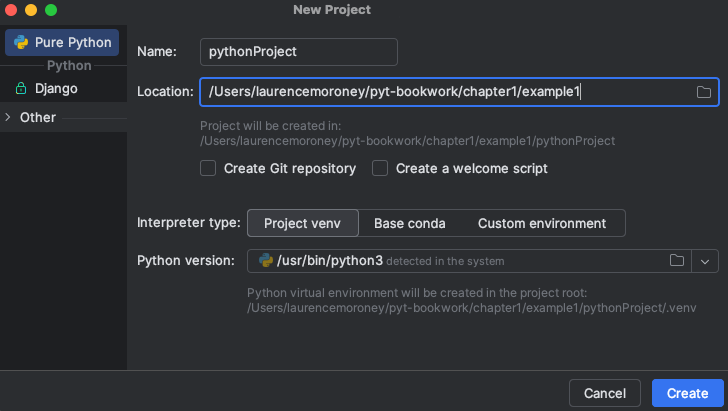 New Project
Pure Python
Python
Django
Other
Name: pythonProject
Location: /Users/laurencemoroney/pyt-bookwork/chapter1/example1
Project will be created in:
/Users/laurencemoroney/pyt-bookwork/chapter1/example1/pythonProject
Create Git repository Create a welcome script
Interpreter type: Project venv Base conda Custom environment
Python version: /usr/bin/python3 detected in the system
Python virtual environment will be created in the project root:
/Users/laurencemoroney/pyt-bookwork/chapter1/example1/pythonProject/.venv
Cancel Create